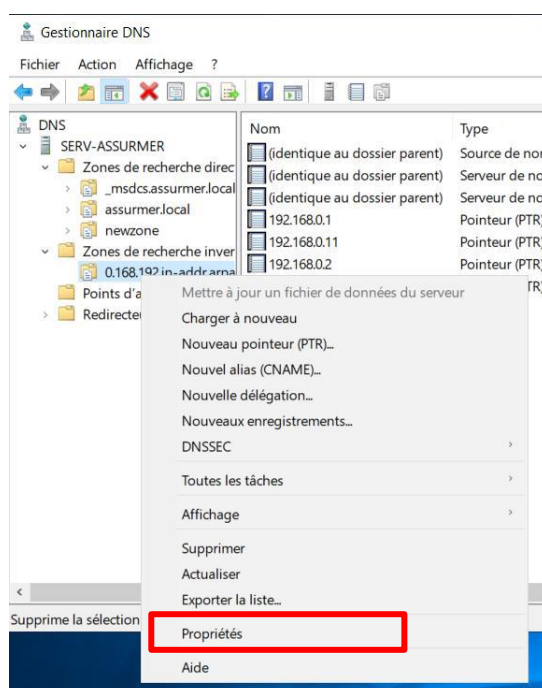 Gestionnaire DNS
Fichier Action Affichage ?
DNS
SERV-ASSURMER
Zones de recherche direc
_msdcs.assurmer.local
assurmer.local
newzone
Zones de recherche inver
0.168.192.in-addr.arpa
Points d'a
Redirecte
Nom Type
(identique au dossier parent) Source de nor
(identique au dossier parent) Serveur de no
(identique au dossier parent) Serveur de no
192.168.0.1 Pointeur (PTR)
192.168.0.11 Pointeur (PTR)
192.168.0.2 Pointeur (PTR)
TR)
Mettre à jour un fichier de données du serveur
Charger à nouveau
Nouveau pointeur (PTR)...
Nouvel alias (CNAME)...
Nouvelle délégation...
Nouveaux enregistrements...
DNSSEC
Toutes les tâches
Affichage
Supprimer
Actualiser
Exporter la liste...
Propriétés
Aide
Supprime la sélection